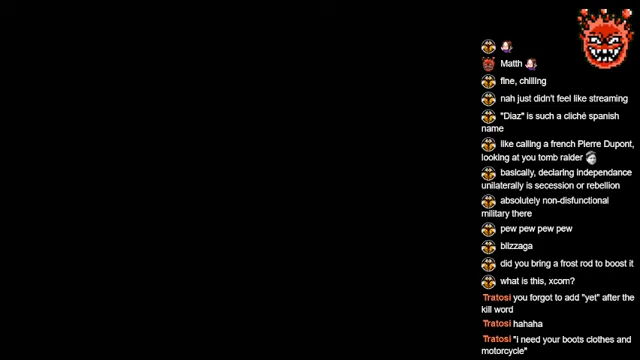 Matth
fine, chilling
nah just didn't feel like streaming
"Diaz" is such a cliché spanish
name
like calling a french Pierre Dupont,
looking at you tomb raider
basically, declaring independance
unilaterally is secession or rebellion
absolutely non-disfunctional
military there
pew pew pew pew
blizzaga
did you bring a frost rod to boost it
what is this, xcom?
Tratosi you forgot to add "yet" after the
kill word
Tratosi hahaha
Tratosi "I need your boots clothes and
motorcycle"